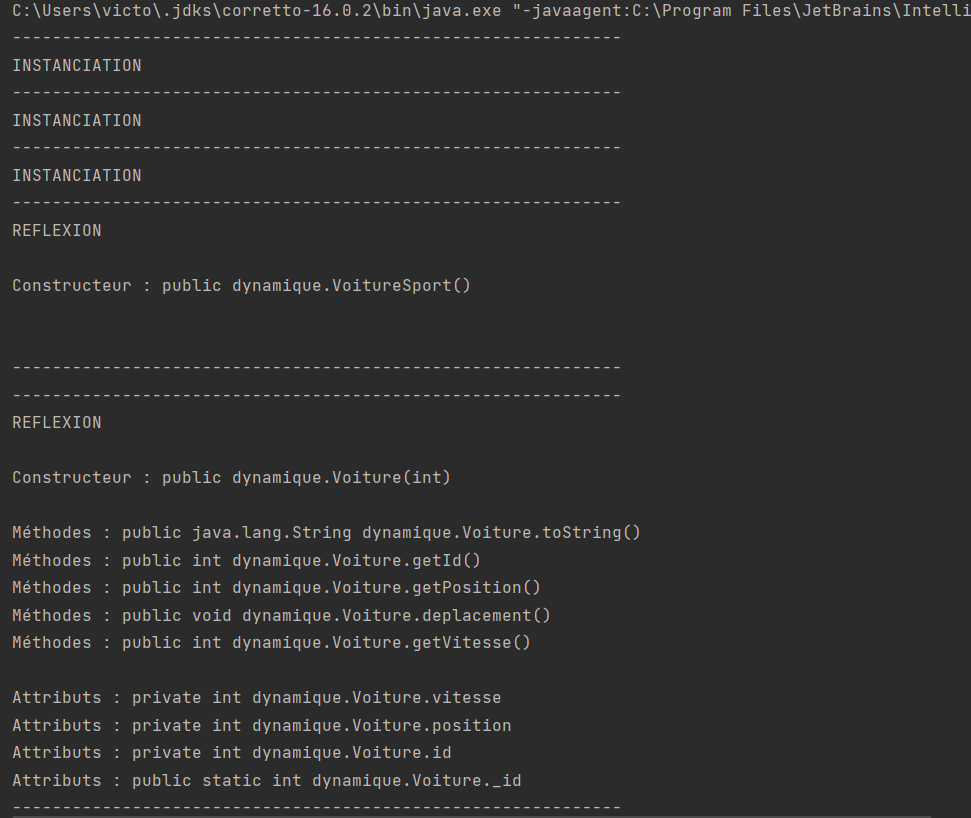 C:\Users\victo\.jdks\corretto-16.0.2\bin\java.exe "-javaagent:C:\Program Files\JetBrains\Intelli
-------------------------------------------------------------
INSTANCIATION
-------------------------------------------------------------
INSTANCIATION
-------------------------------------------------------------
INSTANCIATION
-------------------------------------------------------------
REFLEXION
Constructeur : public dynamique.VoitureSport()
-------------------------------------------------------------
-------------------------------------------------------------
REFLEXION
Constructeur : public dynamique.Voiture(int)
Méthodes : public java.lang.String dynamique.Voiture.toString()
Méthodes : public int dynamique.Voiture.getId()
Méthodes : public int dynamique.Voiture.getPosition()
Méthodes : public void dynamique.Voiture.deplacement()
Méthodes : public int dynamique.Voiture.getVitesse()
Attributs : private int dynamique.Voiture.vitesse
Attributs : private int dynamique.Voiture.position
Attributs : private int dynamique.Voiture.id
Attributs : public static int dynamique.Voiture._id
-------------------------------------------------------------